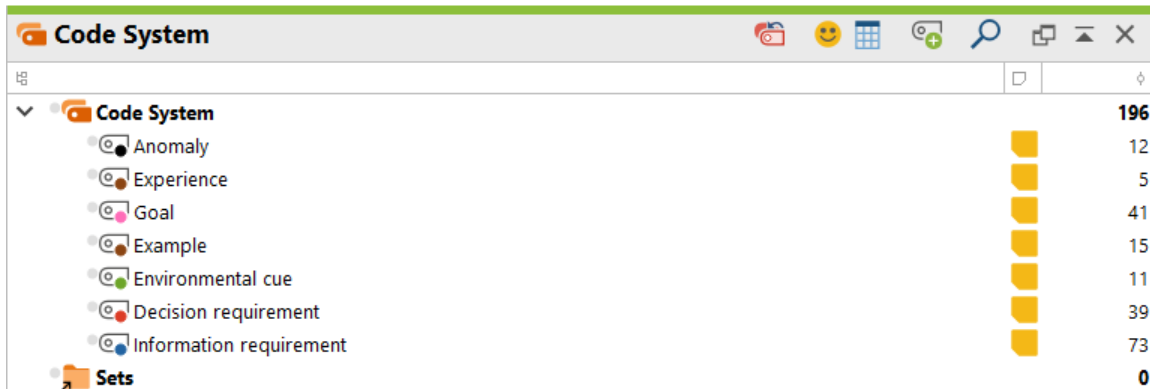 Code System
Code System 196
Anomaly 12
Experience 5
Goal 41
Example 15
Environmental cue 11
Decision requirement 39
Information requirement 73
Sets 0